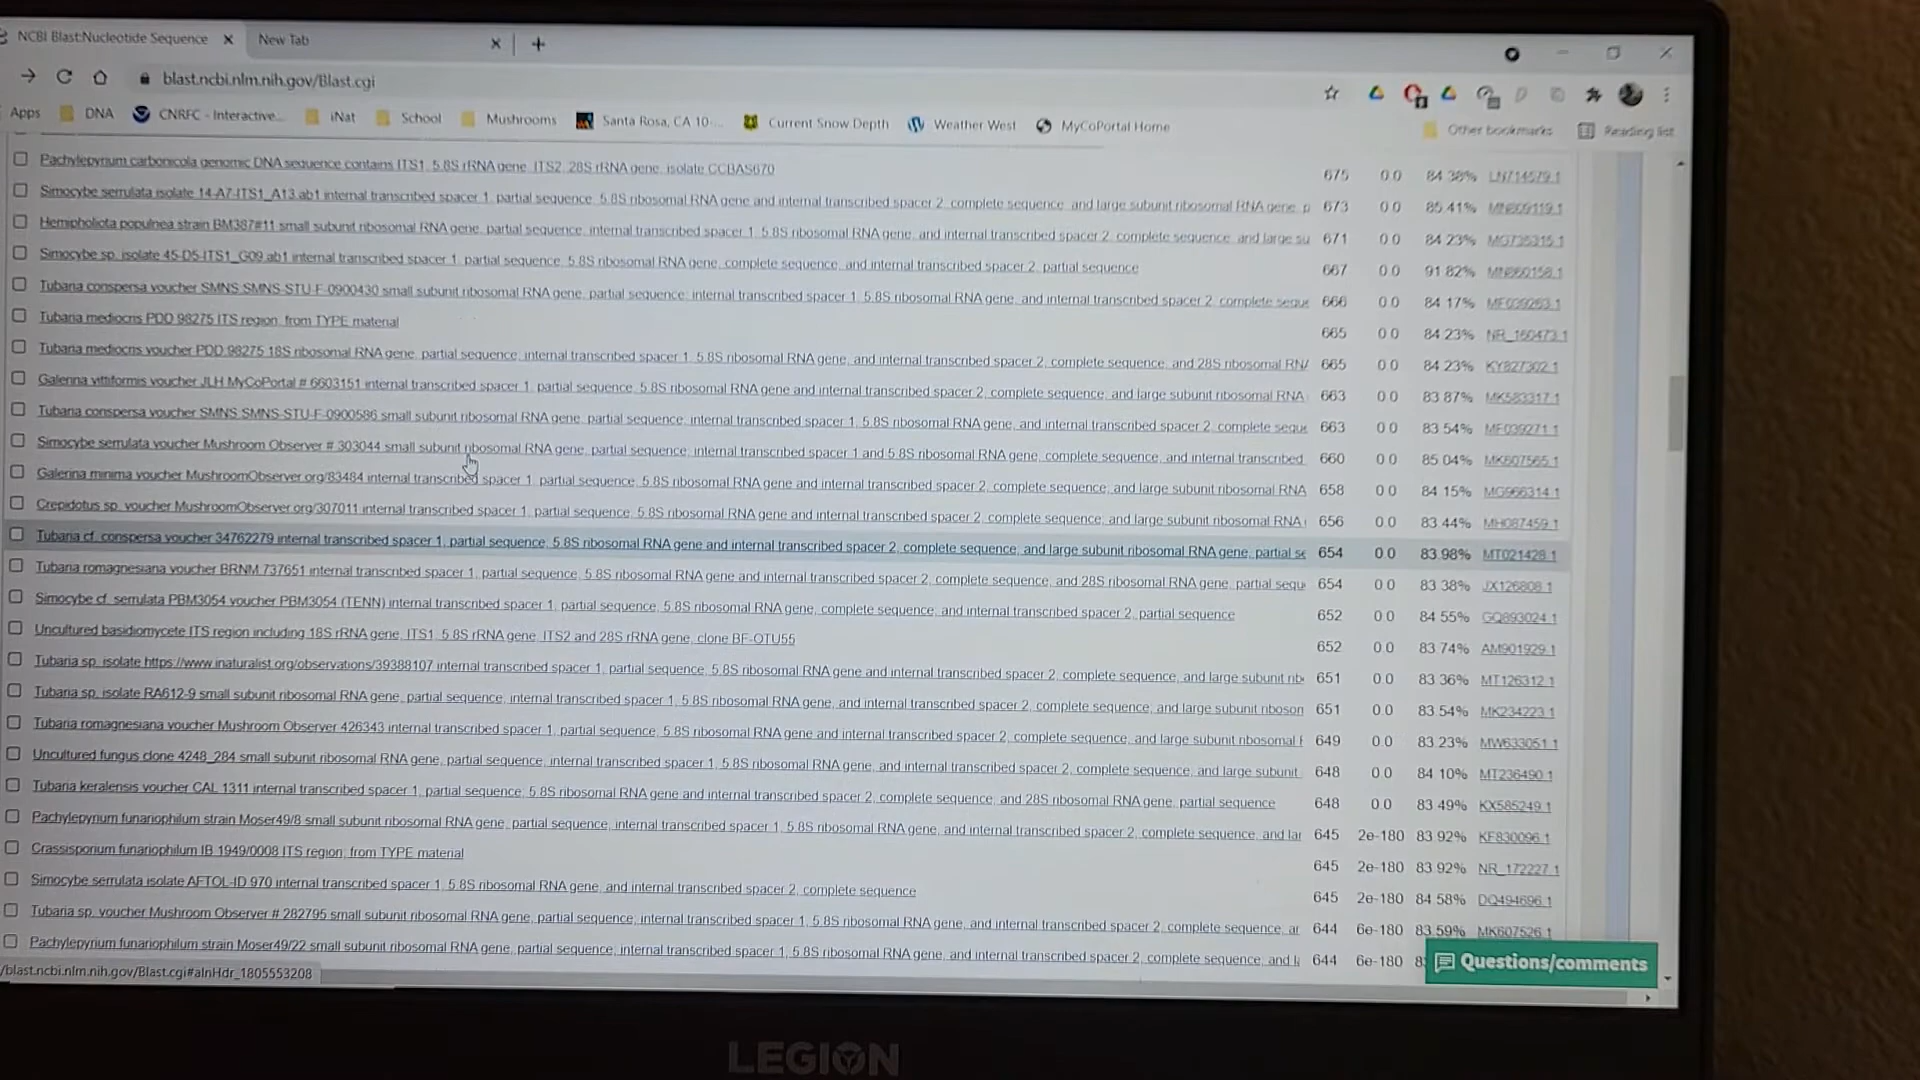 NCBI Blast:Nucleotide Sequence
New Tab
blast.ncbi.nlm.nih.gov/Blast.cgi
Apps DNA CNRFC - Interactive... iNat School Mushrooms Santa Rosa, CA 10-... Current Snow Depth Weather West MyCoPortal Home Other bookmarks Reading list
Pachylepyrium carbonicola genomic DNA sequence contains ITS1, 5.8S rRNA gene, ITS2, 28S rRNA gene, isolate CCBAS670 675 0.0 84.38% LN714579.1
Simocybe serrulata isolate 14-A7-ITS1_A13.ab1 internal transcribed spacer 1, partial sequence, 5.8S ribosomal RNA gene and internal transcribed spacer 2, complete sequence, and large subunit ribosomal RNA gene, p 673 0.0 85.41%
Hemipholiota populnea strain BM387#11 small subunit ribosomal RNA gene, partial sequence, internal transcribed spacer 1, 5.8S ribosomal RNA gene, and internal transcribed spacer 2, complete sequence, and large su 671 0.0 84.23% MG735315.1
Simocybe sp. isolate 45-D5-ITS1_G09.ab1 internal transcribed spacer 1, partial sequence, 5.8S ribosomal RNA gene, complete sequence, and internal transcribed spacer 2, partial sequence 667 0.0 91.82%
Tubaria conspersa voucher SMNS:SMNS-STU-F-0900430 small subunit ribosomal RNA gene, partial sequence; internal transcribed spacer 1, 5.8S ribosomal RNA gene, and internal transcribed spacer 2, complete seque 666 0.0 84.17% MF039263.1
Tubaria mediocris PDD 98275 ITS region; from TYPE material 665 0.0 84.23% NR_160473.1
Tubaria mediocris voucher PDD:98275 18S ribosomal RNA gene, partial sequence, internal transcribed spacer 1, 5.8S ribosomal RNA gene, and internal transcribed spacer 2, complete sequence, and 28S ribosomal RN/ 665 0.0 84.23% KY827302.1
Galerina vittiformis voucher JLH MyCoPortal # 6603151 internal transcribed spacer 1, partial sequence, 5.8S ribosomal RNA gene and internal transcribed spacer 2, complete sequence, and large subunit ribosomal RNA 663 0.0 83.87% MK583317.1
Tubaria conspersa voucher SMNS:SMNS-STU-F-0900586 small subunit ribosomal RNA gene, partial sequence, internal transcribed spacer 1, 5.8S ribosomal RNA gene, and internal transcribed spacer 2, complete seque 663 0.0 83.54% MF039271.1
Simocybe serrulata voucher Mushroom Observer # 303044 small subunit ribosomal RNA gene, partial sequence, internal transcribed spacer 1 and 5.8S ribosomal RNA gene, complete sequence, and internal transcribed 660 0.0 85.04% MK607565.1
Galerina minima voucher MushroomObserver.org/83484 internal transcribed spacer 1, partial sequence, 5.8S ribosomal RNA gene and internal transcribed spacer 2, complete sequence, and large subunit ribosomal RNA 658 0.0 84.15% MG966314.1
Crepidotus sp. voucher MushroomObserver.org/307011 internal transcribed spacer 1, partial sequence, 5.8S ribosomal RNA gene and internal transcribed spacer 2, complete sequence, and large subunit ribosomal RNA 656 0.0 83.44% MH087459.1
Tubaria cf. conspersa voucher 34762279 internal transcribed spacer 1, partial sequence, 5.8S ribosomal RNA gene and internal transcribed spacer 2, complete sequence, and large subunit ribosomal RNA gene, partial se 654 0.0 83.98% MT021428.1
Tubaria romagnesiana voucher BRNM 737651 internal transcribed spacer 1, partial sequence, 5.8S ribosomal RNA gene and internal transcribed spacer 2, complete sequence, and 28S ribosomal RNA gene, partial sequ 654 0.0 83.38% JX126808.1
Simocybe cf. serrulata PBM3054 voucher PBM3054 (TENN) internal transcribed spacer 1, partial sequence, 5.8S ribosomal RNA gene, complete sequence, and internal transcribed spacer 2, partial sequence 652 0.0 84.55% GQ893024.1
Uncultured basidiomycete ITS region including 18S rRNA gene, ITS1, 5.8S rRNA gene, ITS2 and 28S rRNA gene, clone BF-OTU55 652 0.0 83.74% AM901929.1
Tubaria sp. isolate https://www.inaturalist.org/observations/39388107 internal transcribed spacer 1, partial sequence, 5.8S ribosomal RNA gene and internal transcribed spacer 2, complete sequence, and large subunit rib 651 0.0 83.36% MT126312.1
Tubaria sp. isolate RA612-9 small subunit ribosomal RNA gene, partial sequence, internal transcribed spacer 1, 5.8S ribosomal RNA gene, and internal transcribed spacer 2, complete sequence, and large subunit riboson 651 0.0 83.54% MK234223.1
Tubaria romagnesiana voucher Mushroom Observer 426343 internal transcribed spacer 1, partial sequence, 5.8S ribosomal RNA gene and internal transcribed spacer 2, complete sequence, and large subunit ribosomal 649 0.0 83.23% MW633051.1
Uncultured fungus clone 4248_284 small subunit ribosomal RNA gene, partial sequence, internal transcribed spacer 1, 5.8S ribosomal RNA gene, and internal transcribed spacer 2, complete sequence, and large subunit 648 0.0 84.10% MT236490.1
Tubaria keralensis voucher CAL 1311 internal transcribed spacer 1, partial sequence, 5.8S ribosomal RNA gene and internal transcribed spacer 2, complete sequence, and 28S ribosomal RNA gene, partial sequence 648 0.0 83.49% KX585249.1
Pachylepyrium funariophilum strain Moser49/8 small subunit ribosomal RNA gene, partial sequence, internal transcribed spacer 1, 5.8S ribosomal RNA gene, and internal transcribed spacer 2, complete sequence, and lar 645 2e-180 83.92% KF830096.1
Crassisporium funariophilum IB 1949/0008 ITS region; from TYPE material 645 2e-180 83.92% NR_172227.1
Simocybe serrulata isolate AFTOL-ID 970 internal transcribed spacer 1, 5.8S ribosomal RNA gene, and internal transcribed spacer 2, complete sequence 645 2e-180 84.58% DQ494696.1
Tubaria sp. voucher Mushroom Observer # 282795 small subunit ribosomal RNA gene, partial sequence; internal transcribed spacer 1, 5.8S ribosomal RNA gene, and internal transcribed spacer 2, complete sequence, ar 644 6e-180 83.59% MK607526.1
Pachylepyrium funariophilum strain Moser49/22 small subunit ribosomal RNA gene, partial sequence, internal transcribed spacer 1, 5.8S ribosomal RNA gene, and internal transcribed spacer 2, complete sequence, and l 644 6e-180
Questions/comments
/blast.ncbi.nlm.nih.gov/Blast.cgi#alnHdr_1805553208
LEGION